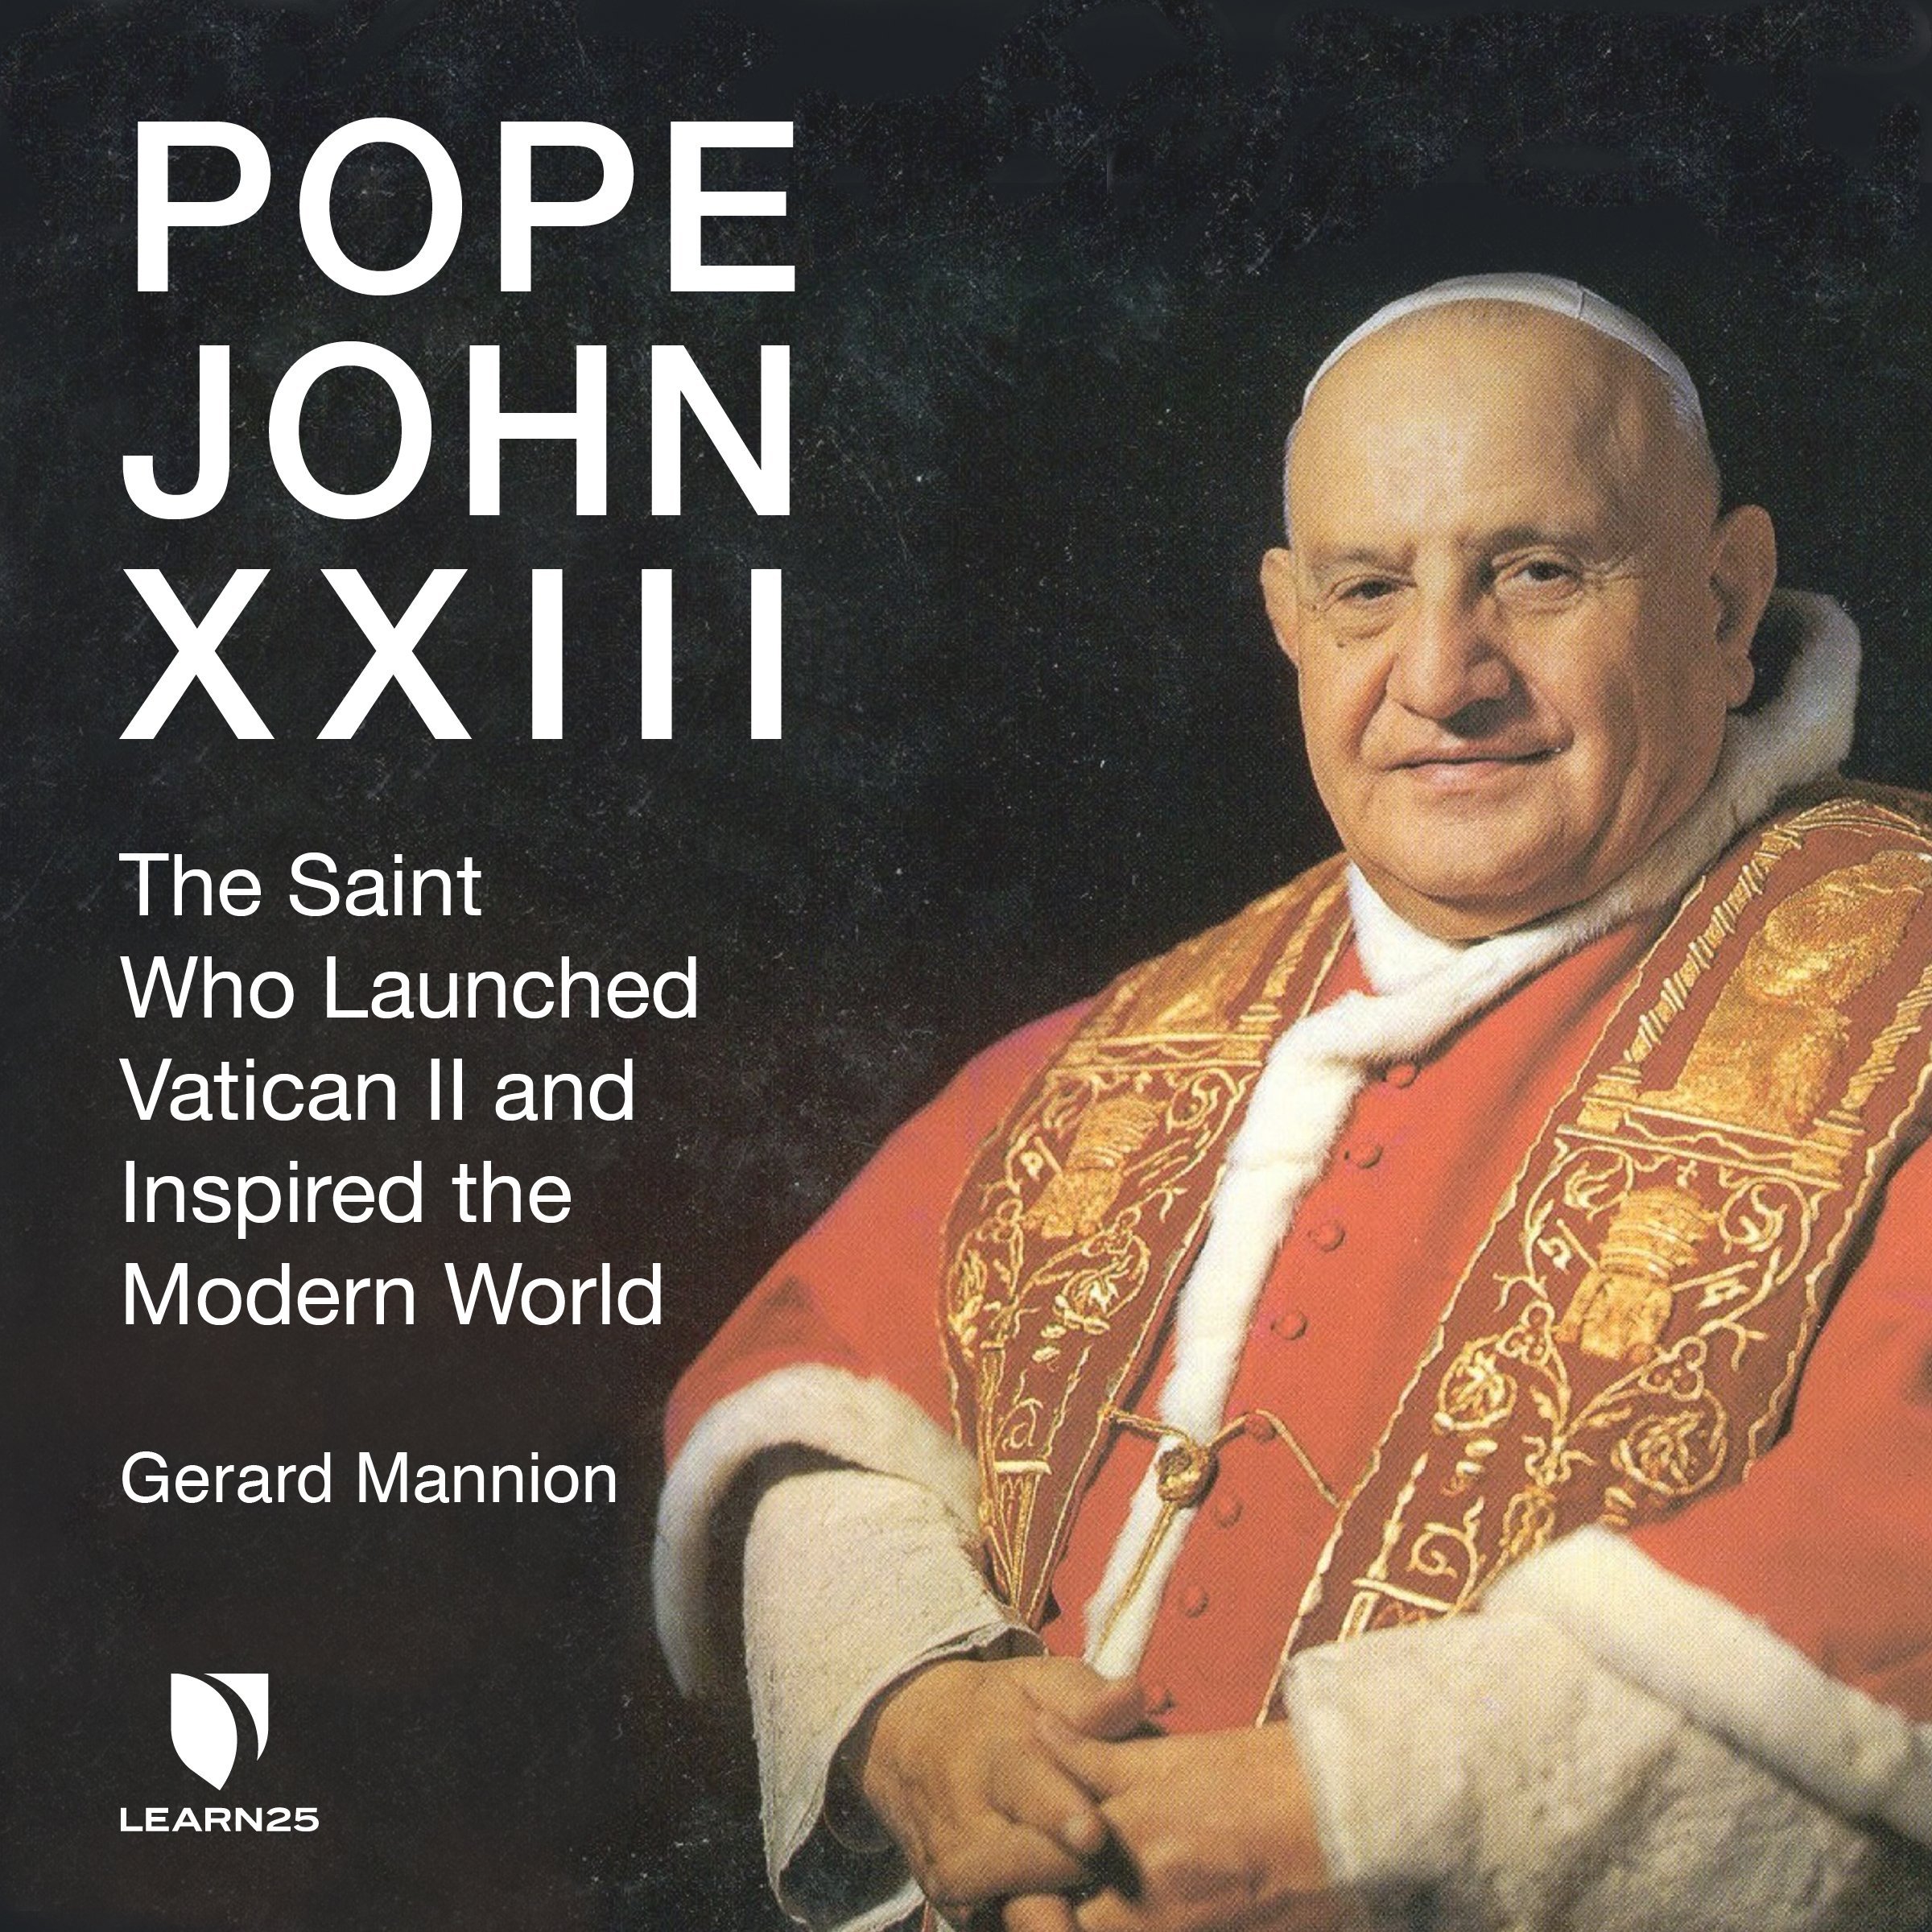 POPE
JOHN
XXIII
The Saint
Who Launched
Vatican II and
Inspired the
Modern World
Gerard Mannion
LEARN25